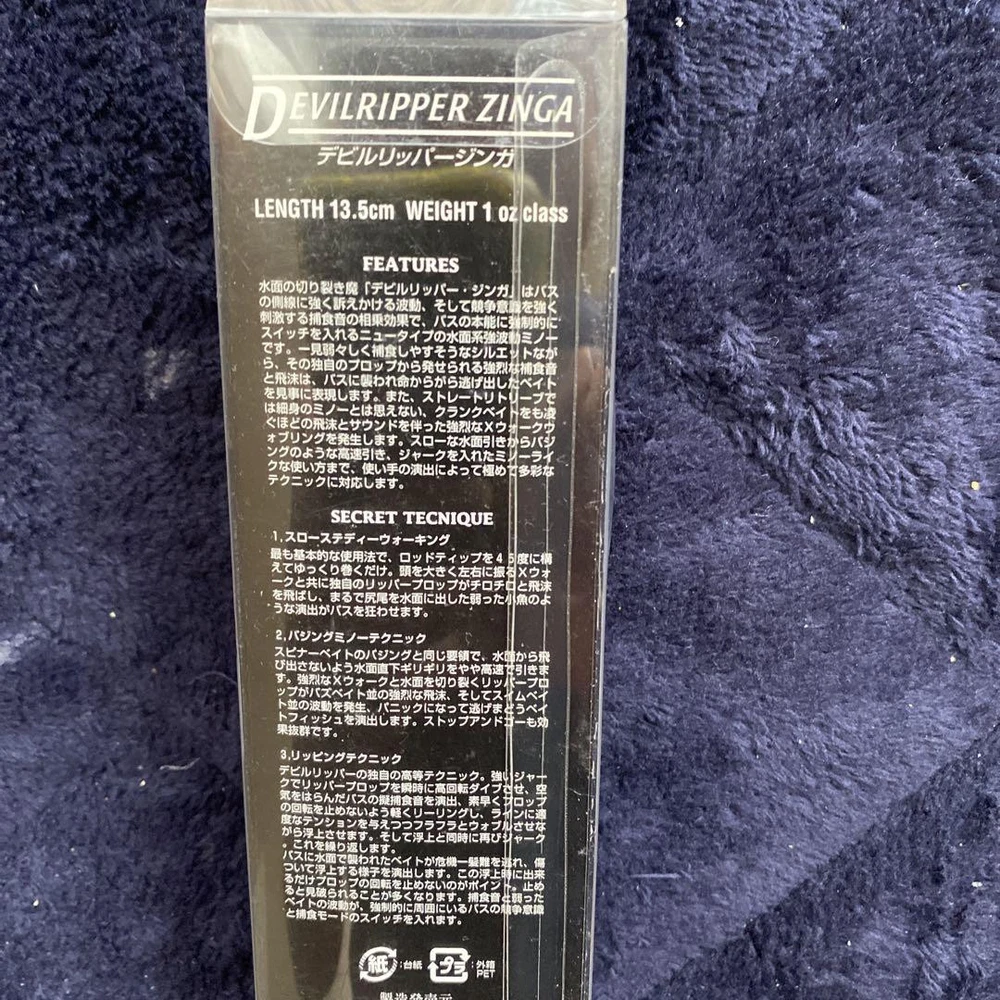 DEVILRIPPER ZINGA
デビルリッパージンガ
LENGTH 13.5cm WEIGHT 1 oz class
FEATURES
水面の切り裂き魔「デビルリッパー・ジンガ」はバス
の側線に強く訴えかける波動、そして競争意識を強く
刺激する捕食音の相乗効果で、バスの本能に強制的に
スイッチを入れるニュータイプの水面系強波動ミノー
です。一見弱々しく補食しやすそうなシルエットなが
ら、その独自のプロップから発せられる強烈な補食音
と飛沫は、バスに襲われ命からがら逃げ出したベイト
を見事に表現します。また、ストレートリトリーブで
は細身のミノーとは思えない、クランクベイトをも凌
ぐほどの飛沫とサウンドを伴った強烈なXウォークウ
ォブリングを発生します。スローな水面引きからバジ
ングのような高速引き、ジャークを入れたミノーライ
クな使い方まで、使い手の演出によって極めて多彩な
テクニックに対応します。
SECRET TECNIQUE
1,スローステディーウォーキング
最も基本的な使用法で、ロッドティップを45度に構
えてゆっくり巻くだけ。頭を大きく左右に振るXウォ
ークと共に独自のリッパープロップがチロチロと飛沫
を飛ばし、まるで尻尾を水面に出した弱った小魚のよ
うな演出がバスを狂わせます。
2,バジングミノーテクニック
スピナーベイトのバジングと同じ要領で、水面から飛
び出さないよう水面直下ギリギリをやや高速で引きま
す。強烈なXウォークと水面を切り裂くリッパープロ
ップがバズベイト並の強烈な飛沫、そしてスイムベイ
ト並の波動を発生、パニックになって逃げまどうベイ
トフィッシュを演出します。ストップアンドゴーも効
果抜群です。
3,リッピングテクニック
デビルリッパーの独自の高等テクニック。強いジャー
クでリッパープロップを瞬時に高回転ダイブさせ、空
気をはらんだバスの擬捕食音を演出、素早くプロップ
の回転を止めないよう軽くリーリングし、ラインに適
度なテンションを与えつつフラフラとウォブルさせな
がら浮上させます。そして浮上と同時に再びジャーク
。これを繰り返します。
バスに水面で襲われたベイトが危機一髪難を逃れ、傷
ついて浮上する様子を演出します。この浮上時に出来
るだけプロップの回転を止めないのがポイント。止め
ると見破られることが多くなります。捕食音と弱った
ベイトの波動が、強制的に周囲にいるバスの競争意識
と捕食モードのスイッチを入れます。
紙 :台紙 プラ :外箱
PET
製造発売元